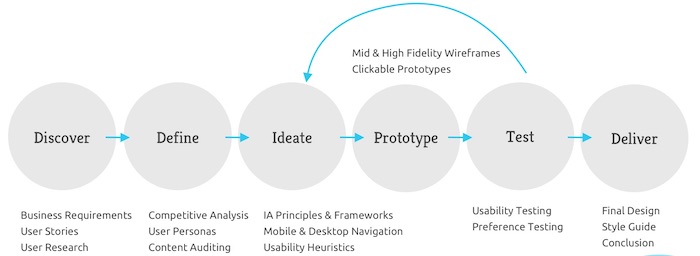 Mid & High Fidelity Wireframes
Clickable Prototypes
Discover
Define
Ideate
Prototype
Test
Deliver
Business Requirements
User Stories
User Research
Competitive Analysis
User Personas
Content Auditing
IA Principles & Frameworks
Mobile & Desktop Navigation
Usability Heuristics
Usability Testing
Preference Testing
Final Design
Style Guide
Conclusion